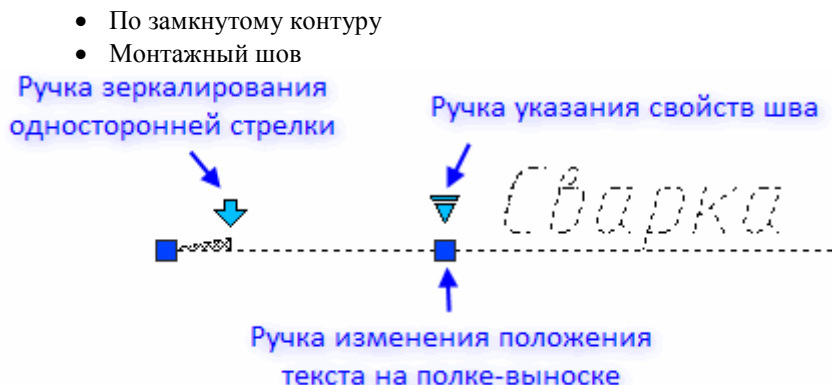 • По замкнутому контуру
• Монтажный шов
Ручка зеркалирования
односторонней стрелки
Ручка указания свойств шва
Сварка
Ручка изменения положения
текста на полке-выноске